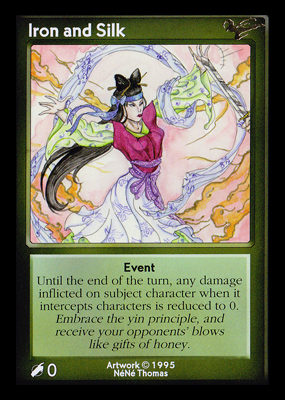 Iron and Silk
Event
Until the end of the turn, any damage
inflicted on subject character when it
intercepts characters is reduced to 0.
Embrace the yin principle, and
receive your opponents' blows
like gifts of honey.
0
Artwork © 1995
NéNé Thomas